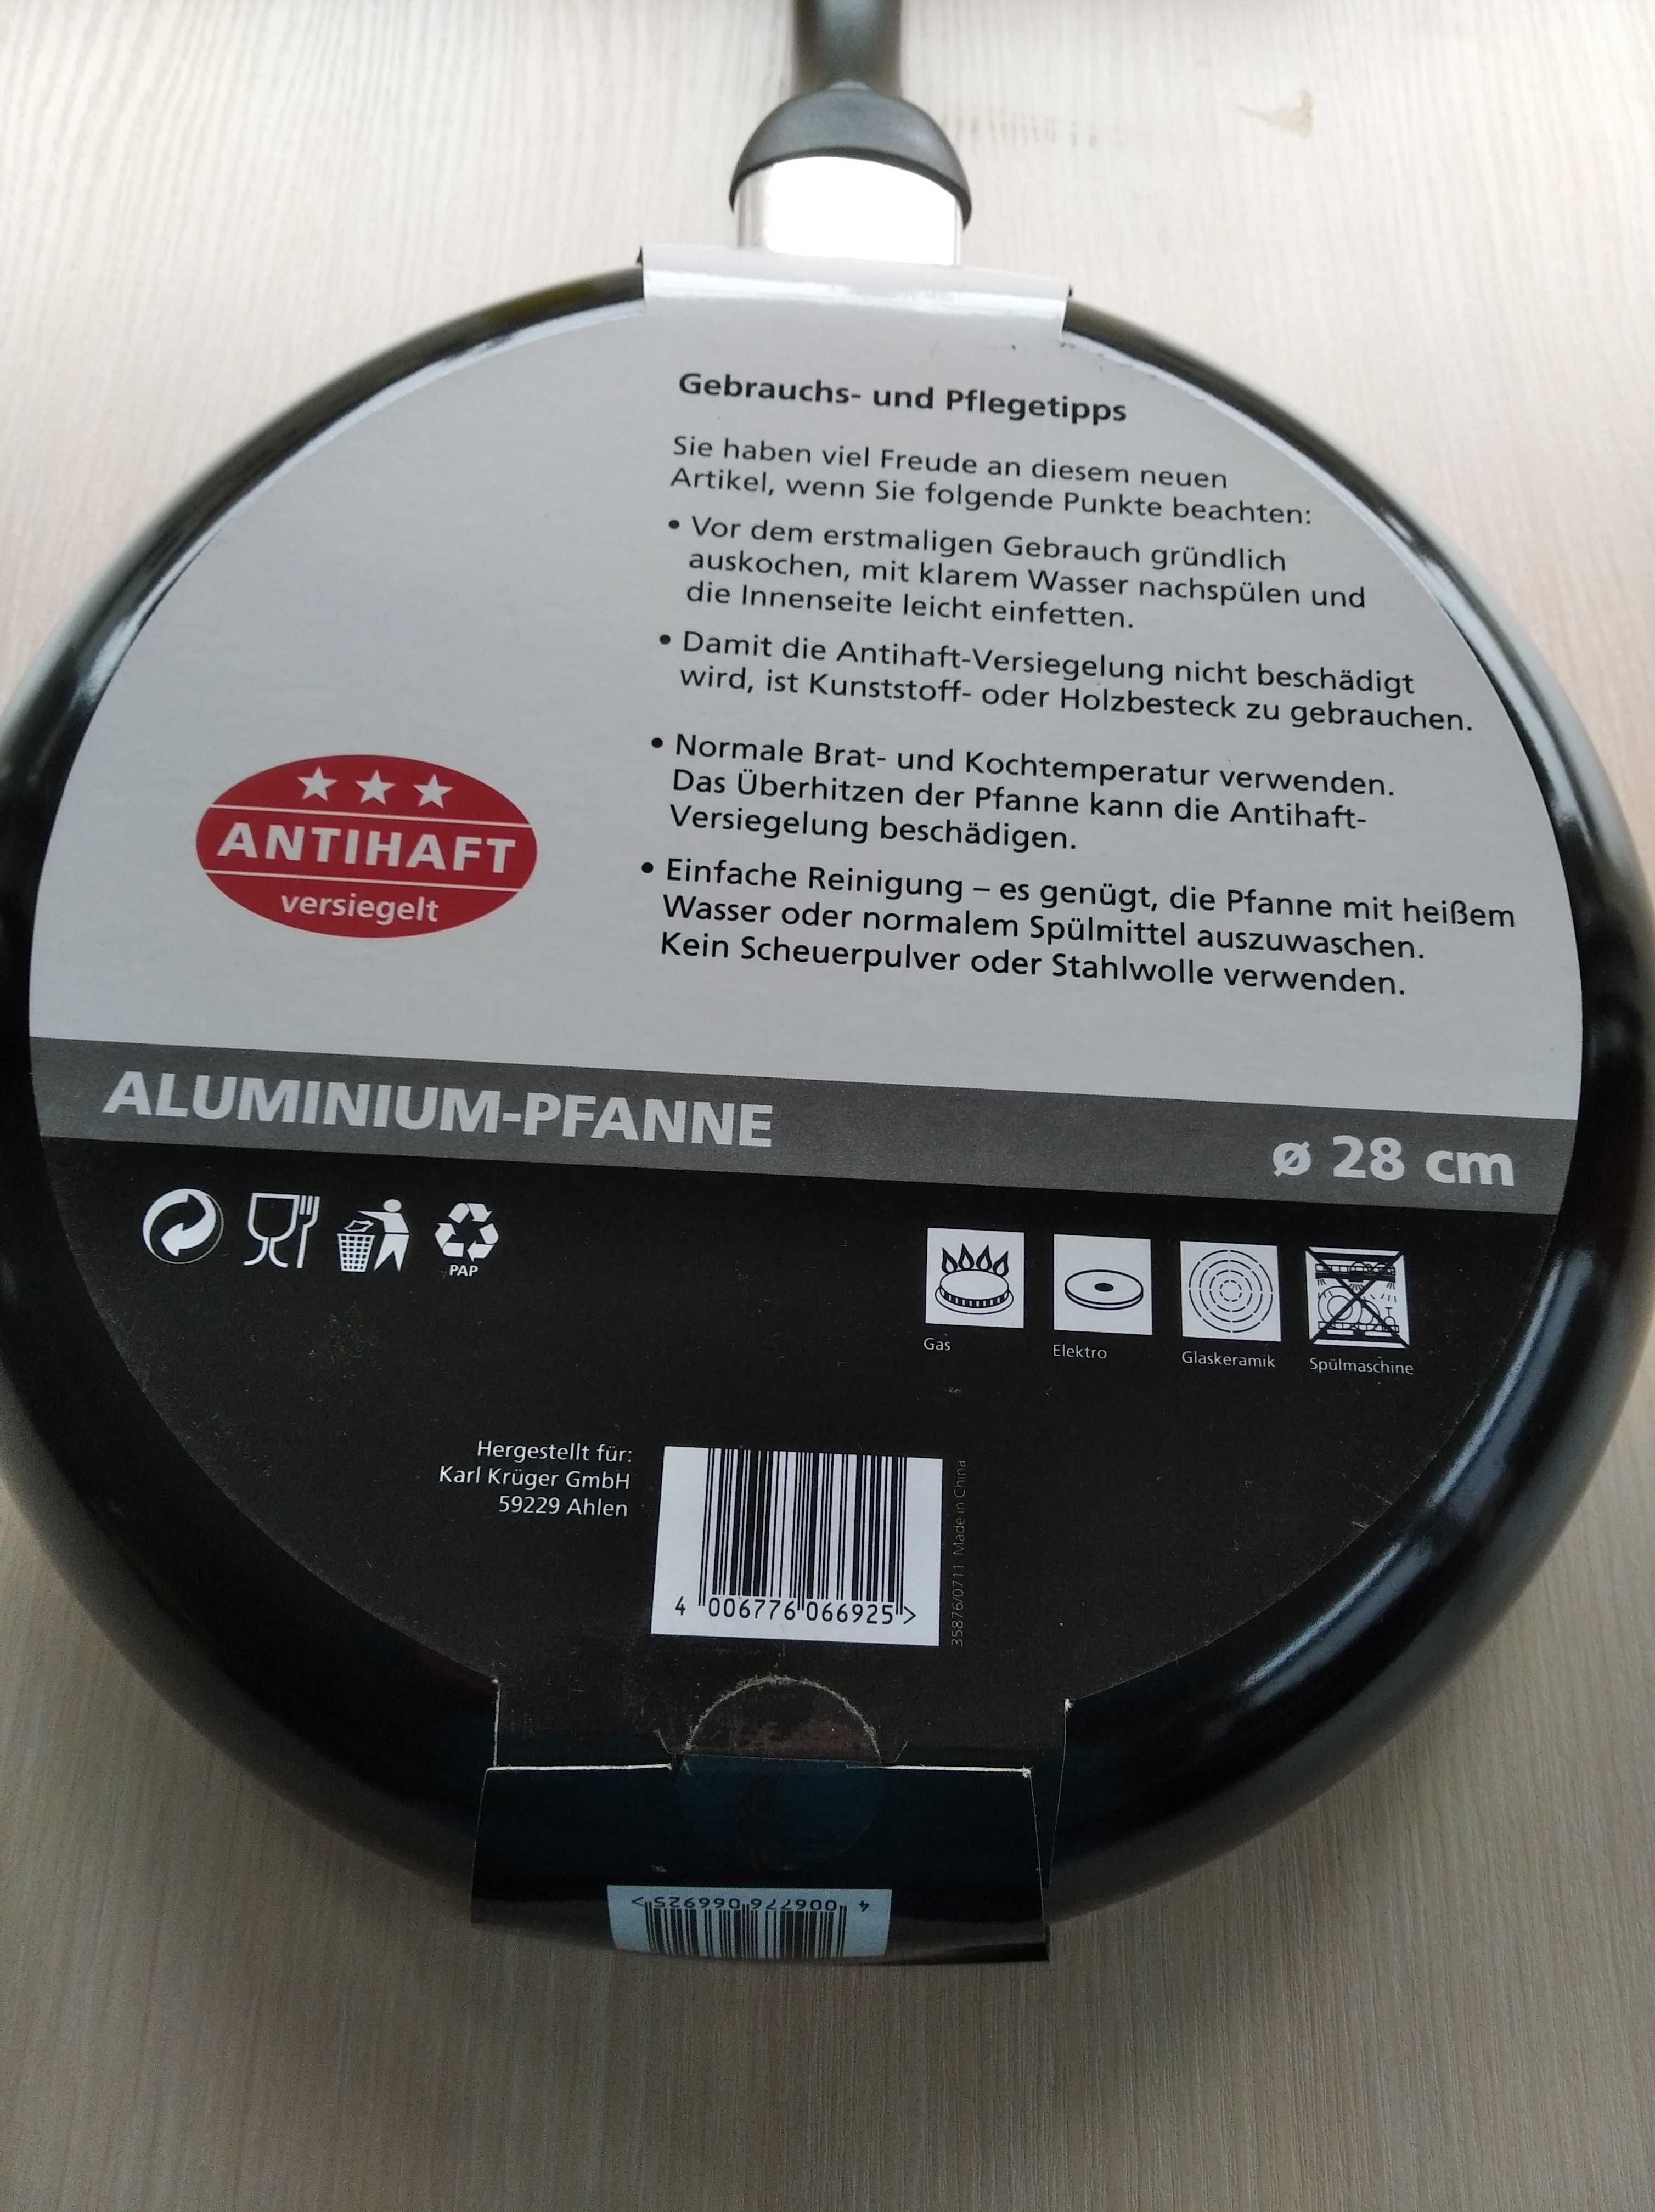 Gebrauchs- und Pflegetipps
Sie haben viel Freude an diesem neuen
Artikel, wenn Sie folgende Punkte beachten:
• Vor dem erstmaligen Gebrauch gründlich
auskochen, mit klarem Wasser nachspülen und
die Innenseite leicht einfetten.
• Damit die Antihaft-Versiegelung nicht beschädigt
wird, ist Kunststoff- oder Holzbesteck zu gebrauchen.
• Normale Brat- und Kochtemperatur verwenden.
Das Überhitzen der Pfanne kann die Antihaft-
Versiegelung beschädigen.
• Einfache Reinigung – es genügt, die Pfanne mit heißem
Wasser oder normalem Spülmittel auszuwaschen.
Kein Scheuerpulver oder Stahlwolle verwenden.
ANTIHAFT
versiegelt
ALUMINIUM-PFANNE
ø 28 cm
PAP
Gas
Elektro
Glaskeramik
Spülmaschine
Hergestellt für:
Karl Krüger GmbH
59229 Ahlen
4 006776 066925 >
35876/0711 Made in China
4 006776 066925 >